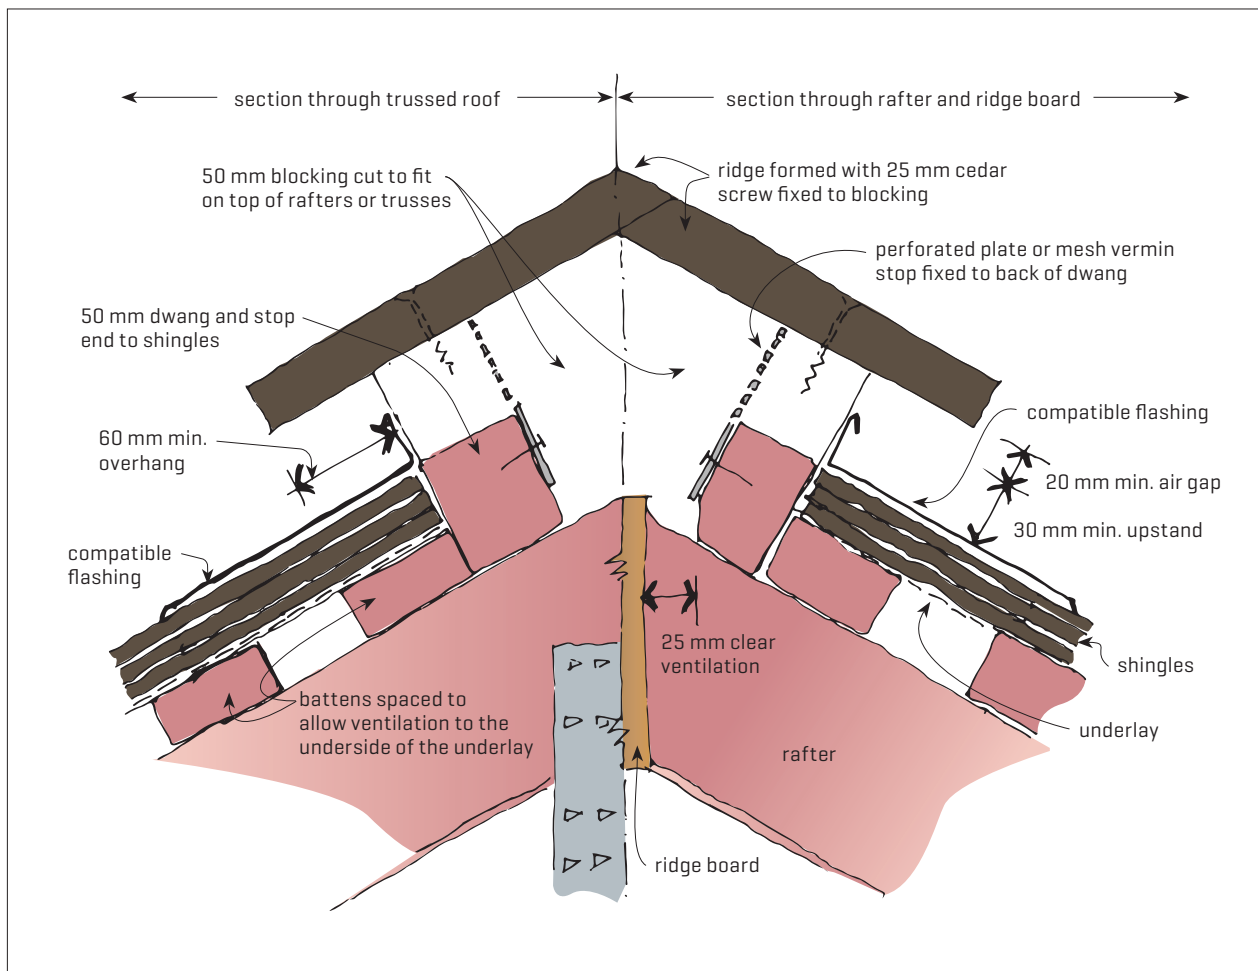 section through trussed roof
section through rafter and ridge board
50 mm blocking cut to fit
on top of rafters or trusses
ridge formed with 25 mm cedar
screw fixed to blocking
perforated plate or mesh vermin
stop fixed to back of dwang
50 mm dwang and stop
end to shingles
60 mm min.
overhang
compatible flashing
20 mm min. air gap
30 mm min. upstand
compatible
flashing
25 mm clear
ventilation
shingles
battens spaced to
allow ventilation to the
underside of the underlay
underlay
rafter
ridge board